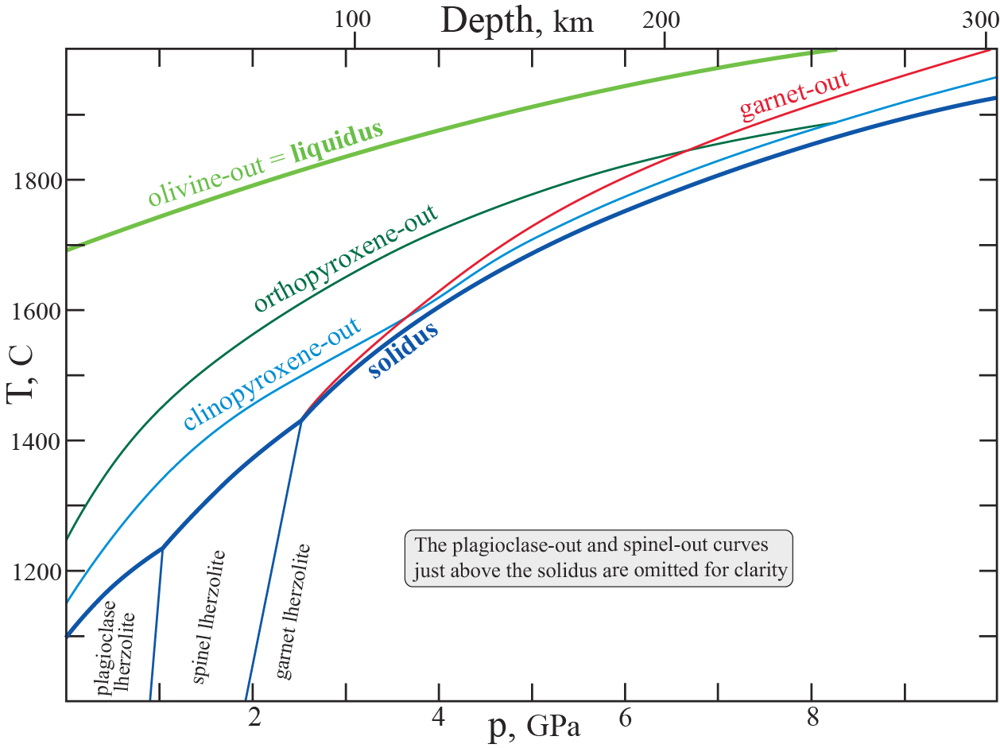 100
Depth, km
200
300
garnet-out
olivine-out = liquidus
1800
orthopyroxene-out
1600
clinopyroxene-out
solidus
T, C
1400
1200
plagioclase
lherzolite
spinel lherzolite
garnet lherzolite
The plagioclase-out and spinel-out curves
just above the solidus are omitted for clarity
2
4
6
8
p, GPa